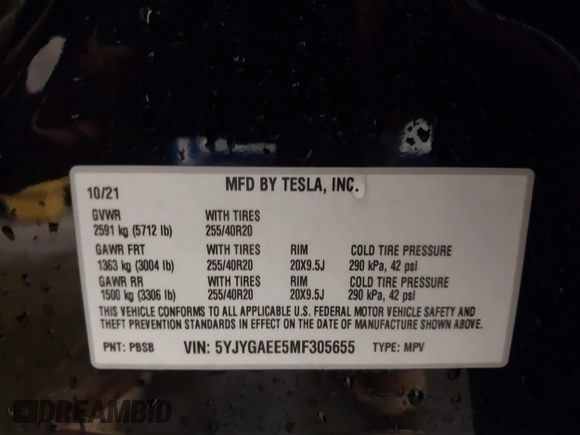 MFD BY TESLA, INC.
10/21
GVWR WITH TIRES
2591 kg (5712 lb) 255/40R20
GAWR FRT WITH TIRES RIM COLD TIRE PRESSURE
1363 kg (3004 lb) 255/40R20 20X9.5J 290 kPa, 42 psi
GAWR RR WITH TIRES RIM COLD TIRE PRESSURE
1500 kg (3306 lb) 255/40R20 20X9.5J 290 kPa, 42 psi
THIS VEHICLE CONFORMS TO ALL APPLICABLE U.S. FEDERAL MOTOR VEHICLE SAFETY AND
THEFT PREVENTION STANDARDS IN EFFECT ON THE DATE OF MANUFACTURE SHOWN ABOVE.
PNT: PBSB VIN: 5YJYGAEE5MF305655 TYPE: MPV
DREAMBID